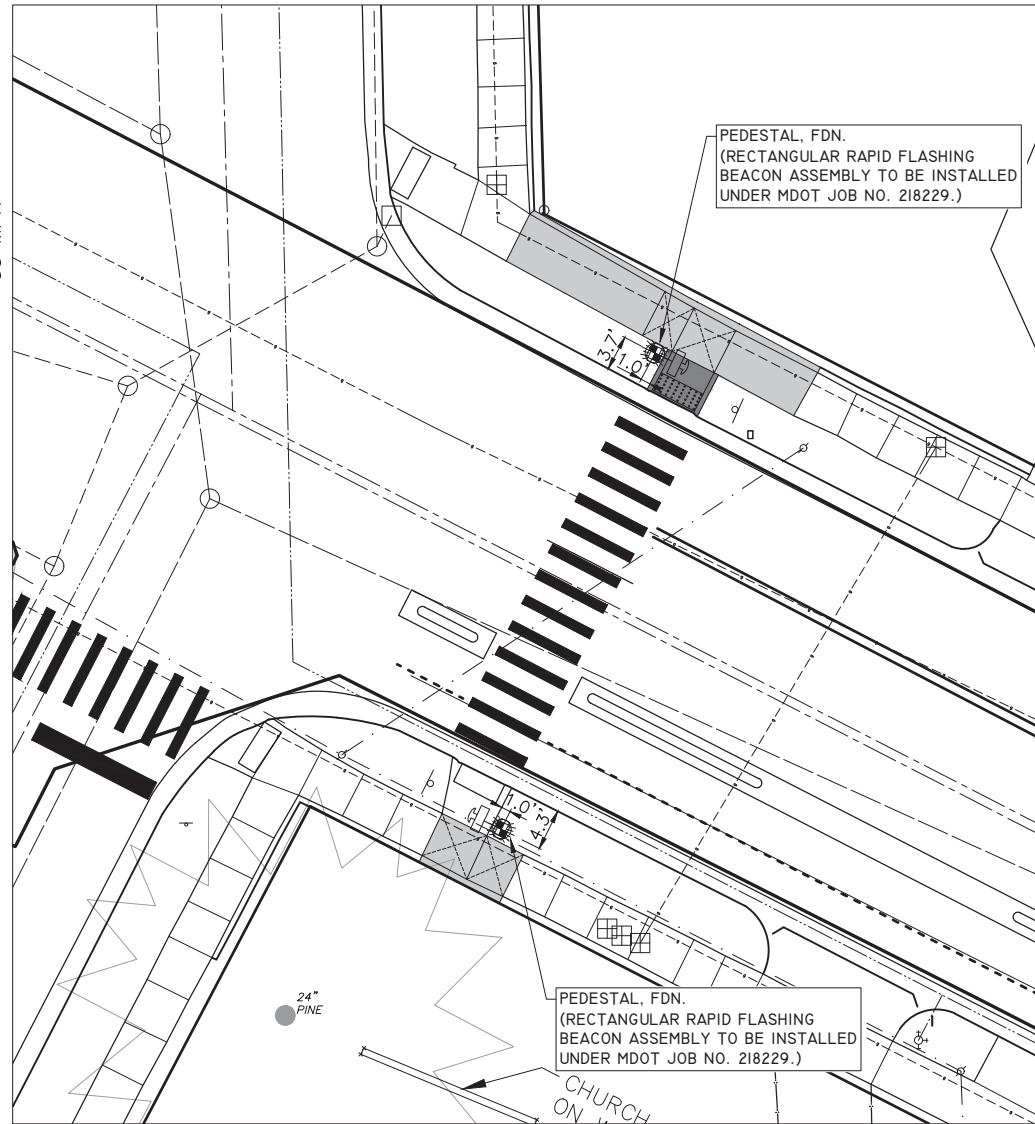 PEDESTAL, FDN.
(RECTANGULAR RAPID FLASHING
BEACON ASSEMBLY TO BE INSTALLED
UNDER MDOT JOB NO. 218229.)
3.7'
1.0'
1.0'
4.3'
24"
PINE
PEDESTAL, FDN.
(RECTANGULAR RAPID FLASHING
BEACON ASSEMBLY TO BE INSTALLED
UNDER MDOT JOB NO. 218229.)
CHURCH
ON